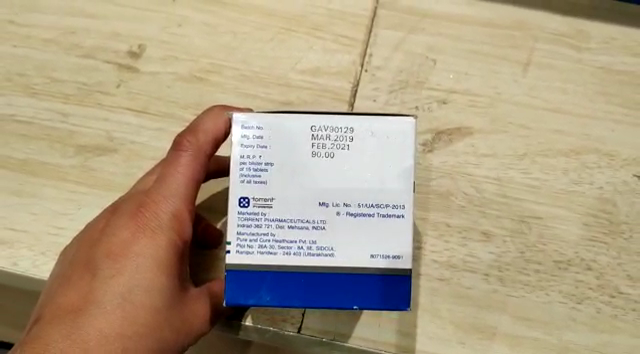 Batch No. : GAV90129
Mfg. Date : MAR.2019
Expiry Date : FEB.2021
M.R.P. ₹ 90.00
per blister strip
of 15 tablets
(Inclusive
of all taxes)
torrent
Mfg. Lic. No. : 51/UA/SC/P-2013
® - Registered Trademark
Marketed by :
TORRENT PHARMACEUTICALS LTD.
Indrad-382 721, Dist. Mehsana, INDIA.
Manufactured by :
Pure and Cure Healthcare Pvt. Ltd.
Plot No. 26A-30, Sector - 8A, IIE, SIDCUL,
Ranipur, Haridwar - 249 403 (Uttarakhand).